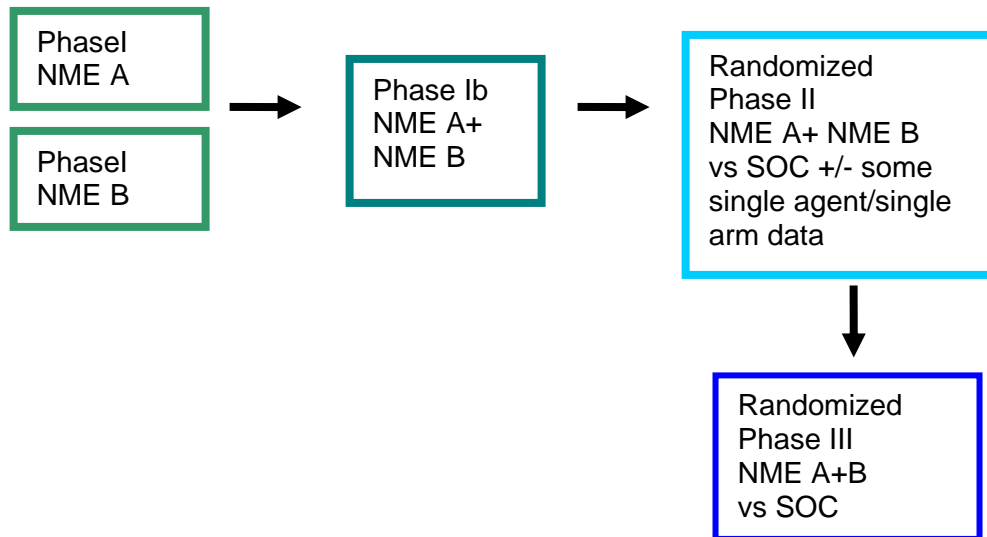 PhaseI
NME A
PhaseI
NME B
Phase Ib
NME A+
NME B
Randomized
Phase II
NME A+ NME B
vs SOC +/- some
single agent/single
arm data
Randomized
Phase III
NME A+B
vs SOC